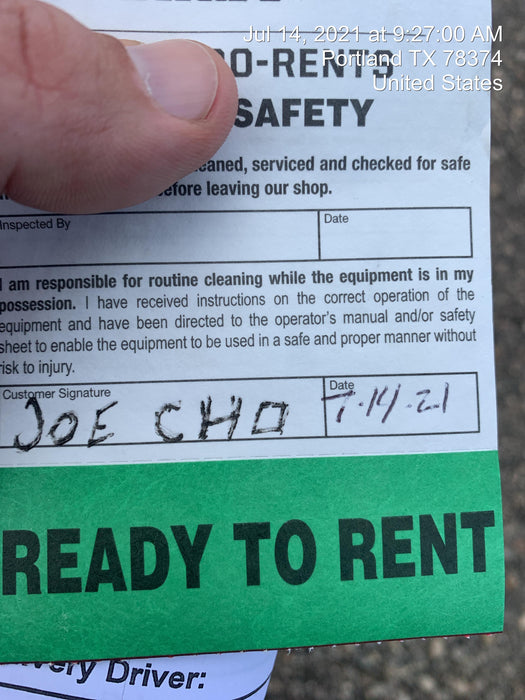 Jul 14, 2021 at 9:27:00 AM
Portland TX 78374
United States
O-RENTS
SAFETY
serviced and checked for safe
before leaving our shop.
Inspected By
Date
I am responsible for routine cleaning while the equipment is in my
possession. I have received instructions on the correct operation of the
equipment and have been directed to the operator's manual and/or safety
sheet to enable the equipment to be used in a safe and proper manner without
risk to injury.
Customer Signature
Date
JOE CHO
7.14.21
READY TO RENT
Driver: